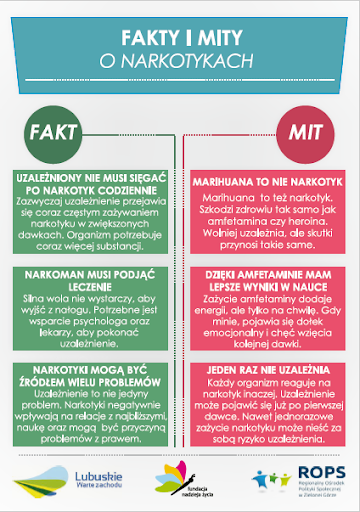 FAKTY I MITY
O NARKOTYKACH
FAKT
UZALEŻNIONY NIE MUSI SIĘGAĆ
PO NARKOTYK CODZIENNIE
Zazwyczaj uzależnienie przejawia
się coraz częstym zażywaniem
narkotyku w zwiększonych
dawkach. Organizm potrzebuje
coraz więcej substancji.
NARKOMAN MUSI PODJĄĆ
LECZENIE
Silna wola nie wystarczy, aby
wyjść z nałogu. Potrzebne jest
wsparcie psychologa oraz
lekarzy, aby pokonać
uzależnienie.
NARKOTYKI MOGĄ BYĆ
ŹRÓDŁEM WIELU PROBLEMÓW
Uzależnienie to nie jedyny
problem. Narkotyki negatywnie
wpływają na relacje z najbliższymi,
naukę oraz mogą być przyczyną
problemów z prawem.
MIT
MARIHUANA TO NIE NARKOTYK
Marihuana to też narkotyk.
Szkodzi zdrowiu tak samo jak
amfetamina czy heroina.
Wolniej uzależnia, ale skutki
przynosi takie same.
DZIĘKI AMFETAMINIE MAM
LEPSZE WYNIKI W NAUCE
Zażycie amfetaminy dodaje
energii, ale tylko na chwilę. Gdy
minie, pojawia się dołek
emocjonalny i chęć wzięcia
kolejnej dawki.
JEDEN RAZ NIE UZALEŻNIA
Każdy organizm reaguje na
narkotyk inaczej. Uzależnienie
może pojawić się już po pierwszej
dawce. Nawet jednorazowe
zażycie narkotyku może nieść za
sobą ryzyko uzależnienia.
Lubuskie
Warte zachodu
fundacja
nadzieja życia
ROPS
Regionalny Ośrodek
Polityki Społecznej
w Zielonej Górze